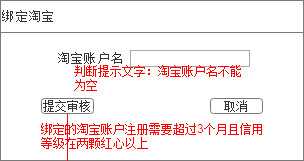 绑定淘宝
淘宝账户名
判断提示文字：淘宝账户名不能
为空
提交审核 取消
绑定的淘宝账户注册需要超过3个月且信用
等级在两颗红心以上